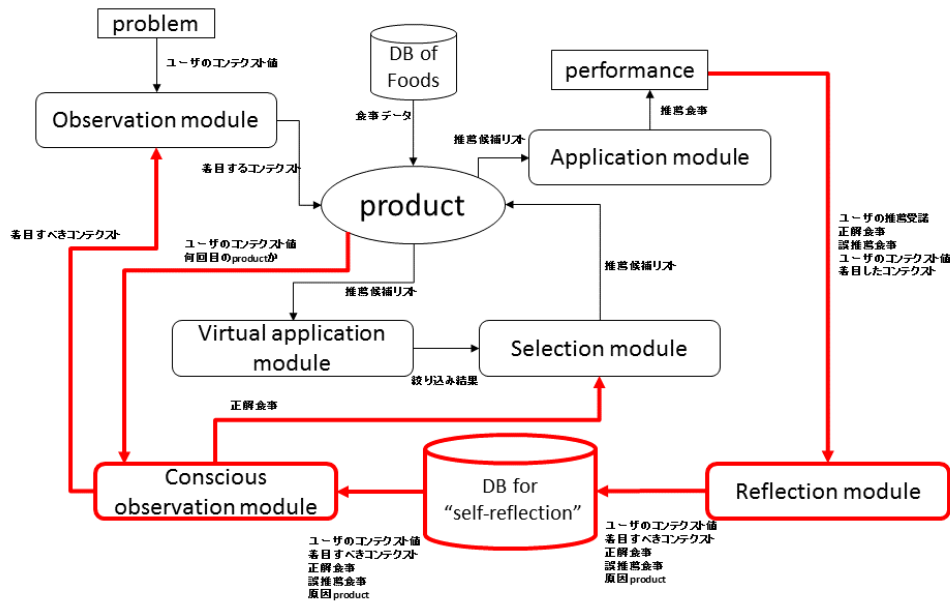 problem
ユーザのコンテクスト値
DB of
Foods
performance
Observation module
食事データ
推薦食事
推薦候補リスト
Application module
着目するコンテクスト
product
着目すべきコンテクスト
ユーザのコンテクスト値
何回目のproductか
ユーザの推薦受諾
正解食事
誤推薦食事
ユーザのコンテクスト値
着目したコンテクスト
推薦候補リスト
推薦候補リスト
Virtual application
module
Selection module
絞り込み結果
正解食事
Conscious
observation module
DB for
“self-reflection”
Reflection module
ユーザのコンテクスト値
着目すべきコンテクスト
正解食事
誤推薦食事
原因product
ユーザのコンテクスト値
着目すべきコンテクスト
正解食事
誤推薦食事
原因product